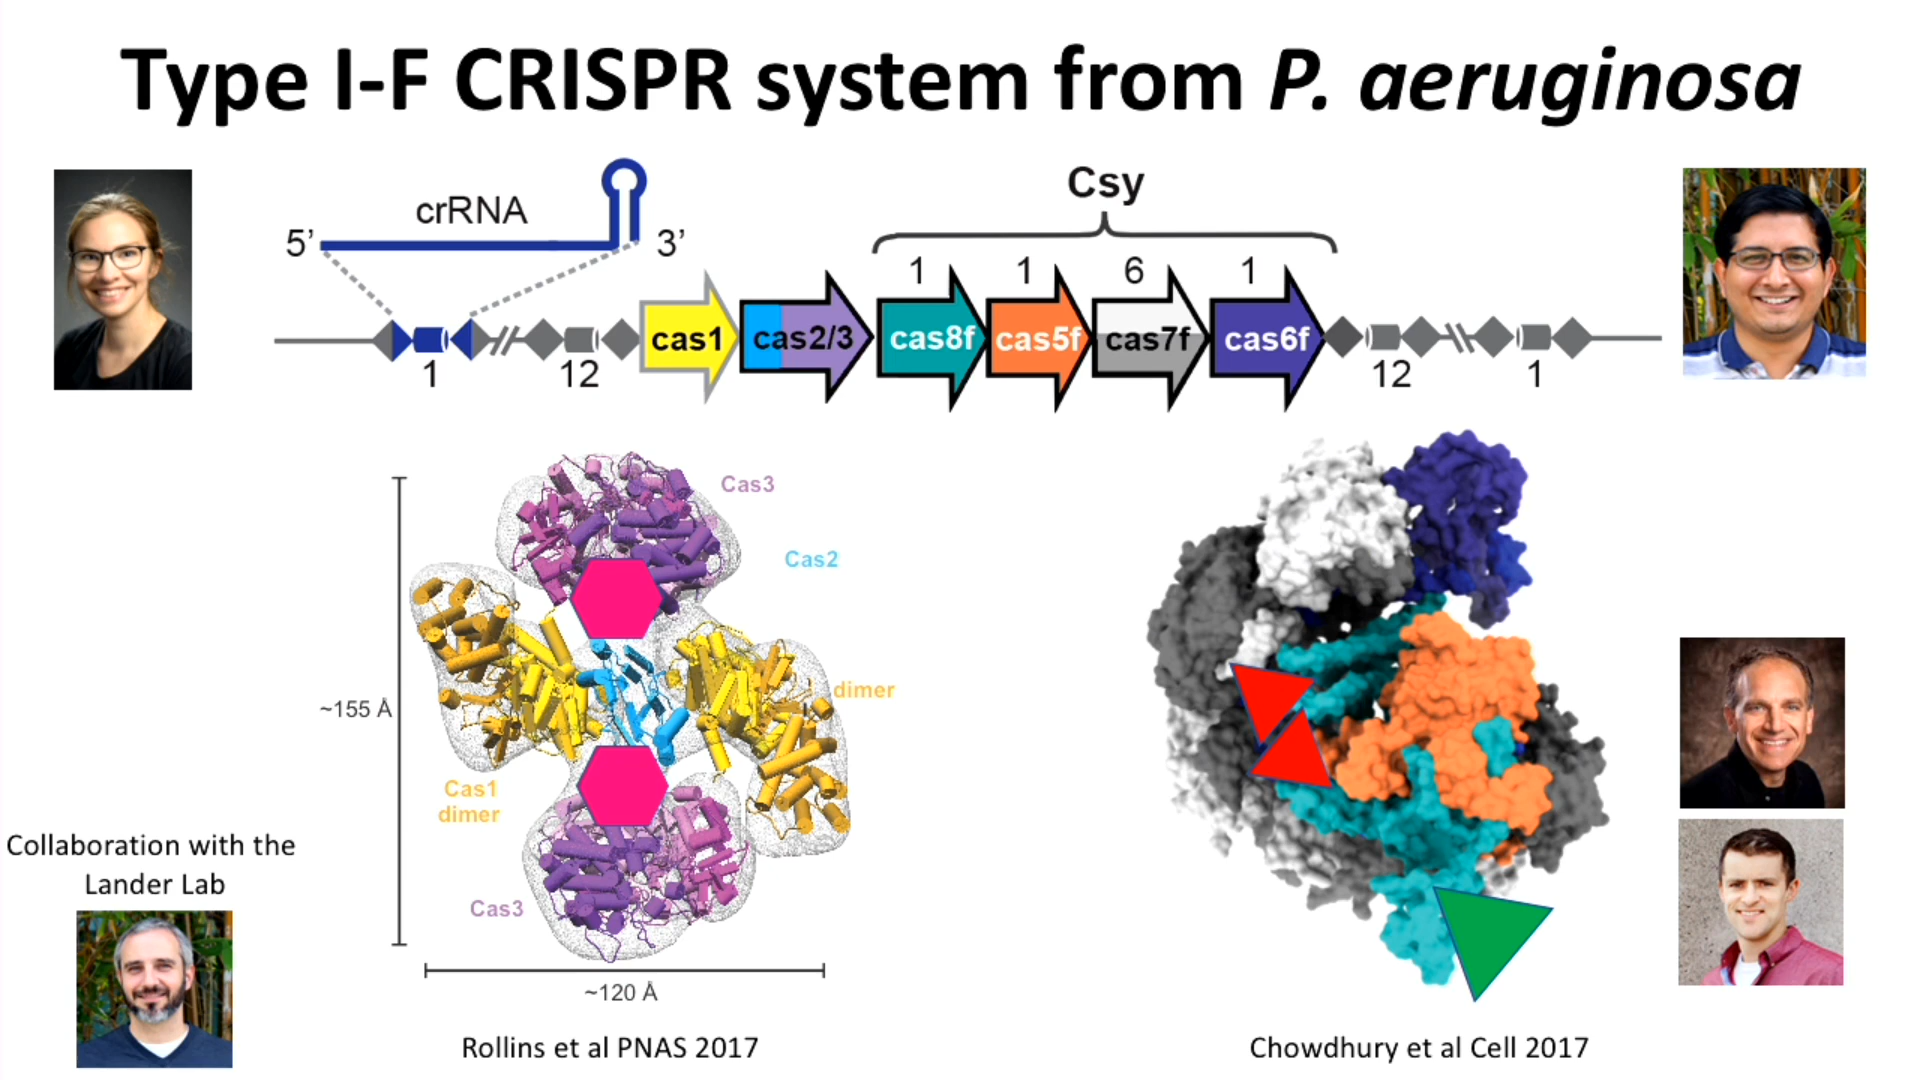 Type I-F CRISPR system from P. aeruginosa
Csy
crRNA
5’
3’
1
1
6
1
cas1
cas2/3
cas8f
cas5f
cas7f
cas6f
1
12
12
1
Cas3
Cas2
dimer
~155 Å
Cas1
dimer
Collaboration with the
Lander Lab
Cas3
~120 Å
Rollins et al PNAS 2017
Chowdhury et al Cell 2017